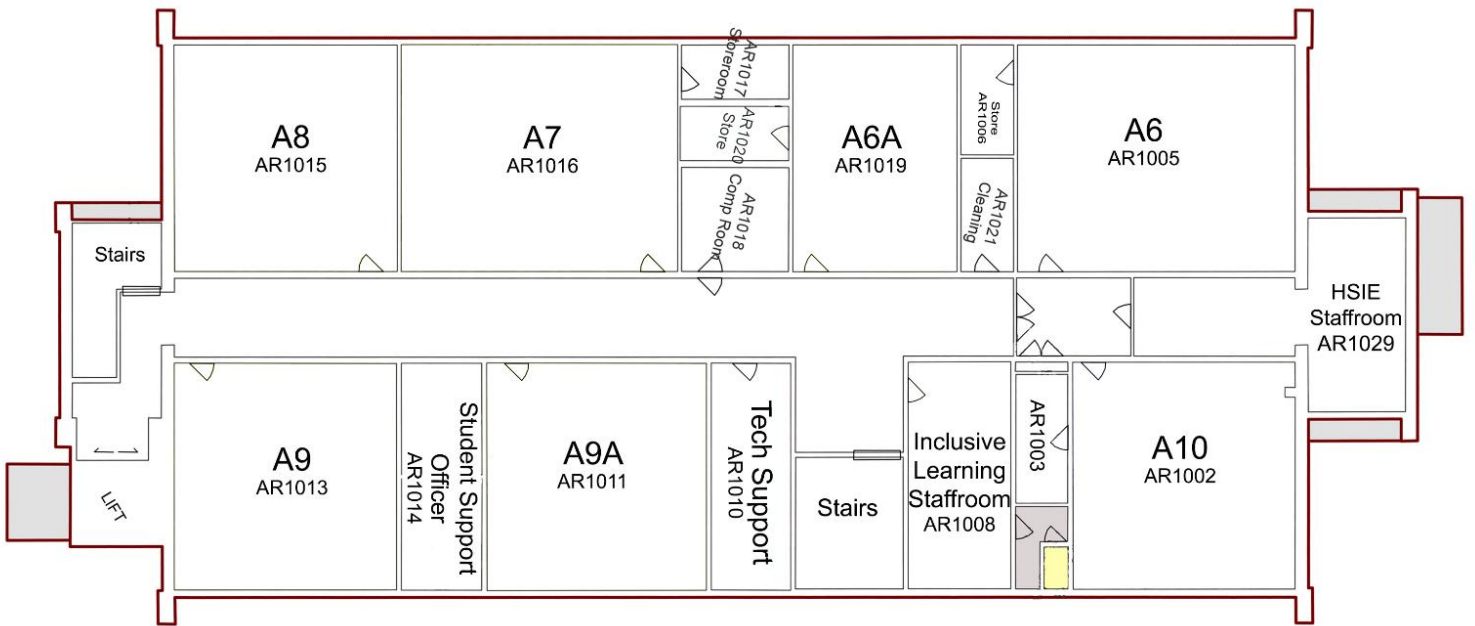 A8
AR1015
A7
AR1016
AR1017
Storeroom
AR1020
Store
AR1018
Comp Room
A6A
AR1019
Store
AR1006
AR1021
Cleaning
A6
AR1005
Stairs
HSIE
Staffroom
AR1029
LIFT
A9
AR1013
Student Support
Officer
AR1014
A9A
AR1011
Tech Support
AR1010
Stairs
Inclusive
Learning
Staffroom
AR1008
AR1003
A10
AR1002